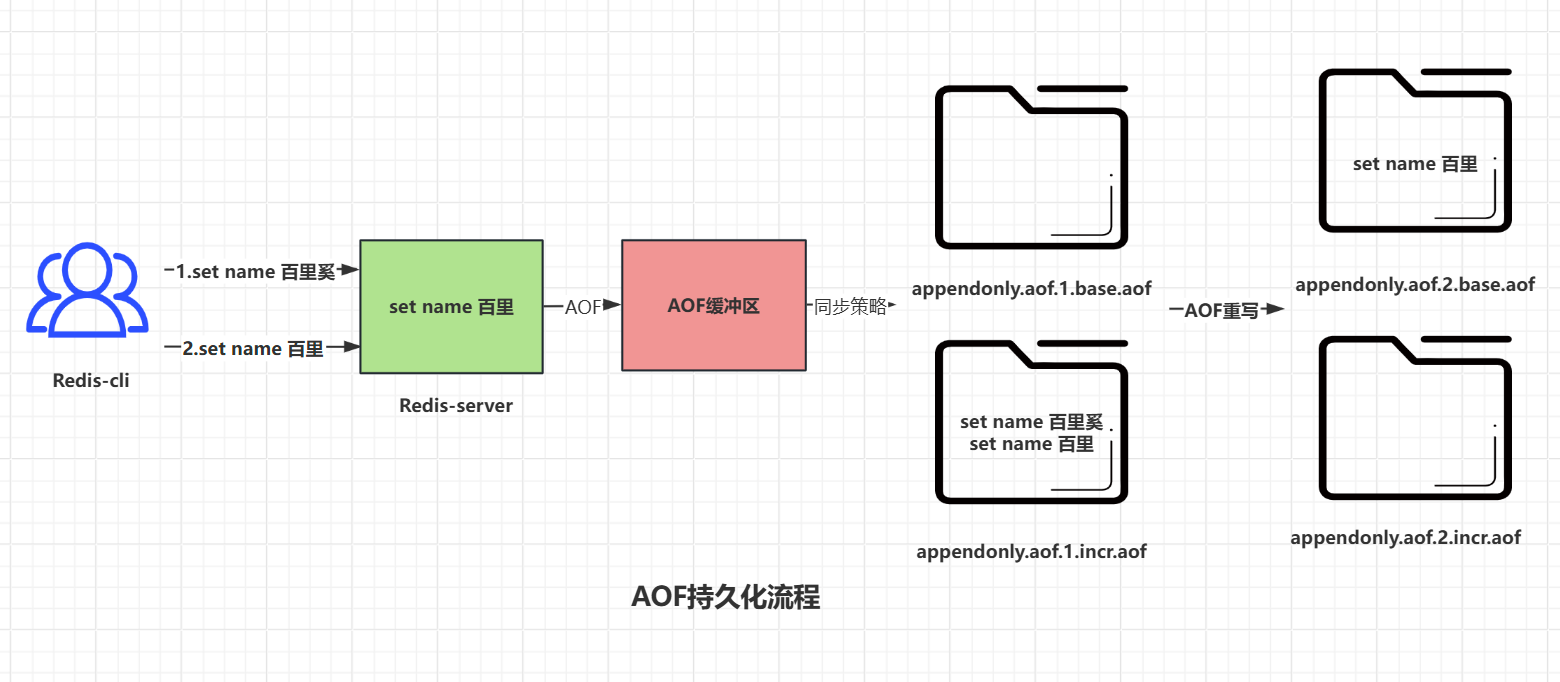 1.set name 百里奚
2.set name 百里
Redis-cli
set name 百里
Redis-server
AOF
AOF缓冲区
同步策略
appendonly.aof.1.base.aof
set name 百里奚
set name 百里
appendonly.aof.1.incr.aof
AOF重写
set name 百里
appendonly.aof.2.base.aof
appendonly.aof.2.incr.aof
AOF持久化流程